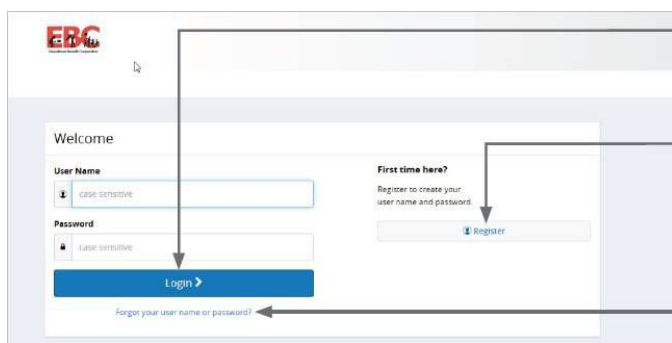 EBC
Welcome
User Name
case sensitive
Password
case sensitive
Login
Forgot your user name or password?
First time here?
Register to create your
user name and password.
Register